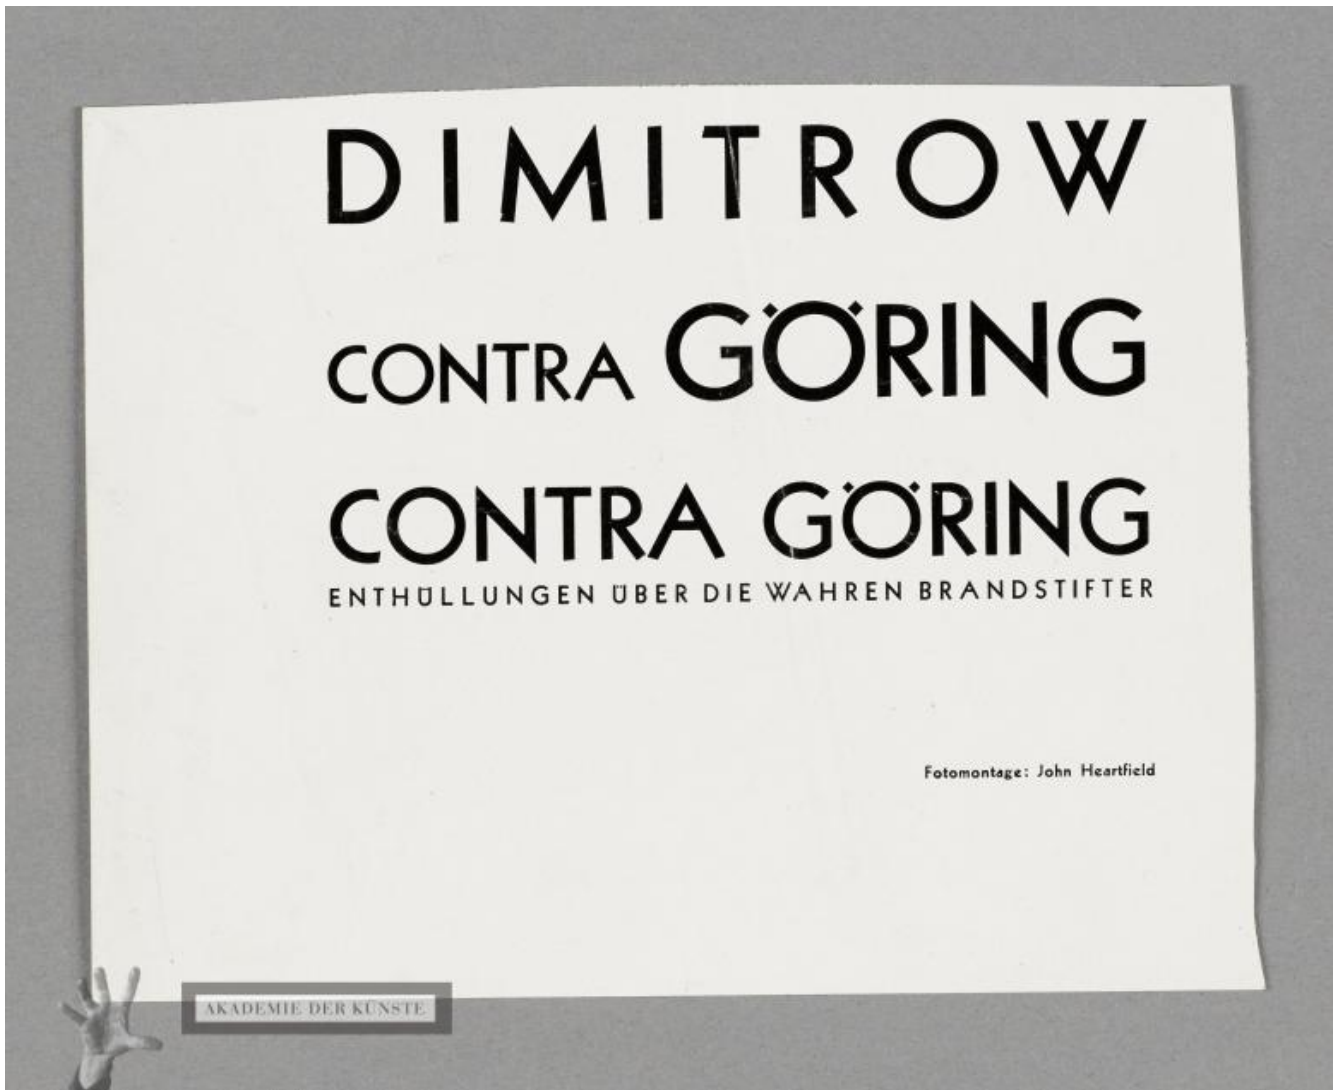 DIMITROW
CONTRA GÖRING
CONTRA GÖRING
ENTHÜLLUNGEN ÜBER DIE WAHREN BRANDSTIFTER
Fotomontage: John Heartfield
AKADEMIE DER KÜNSTE